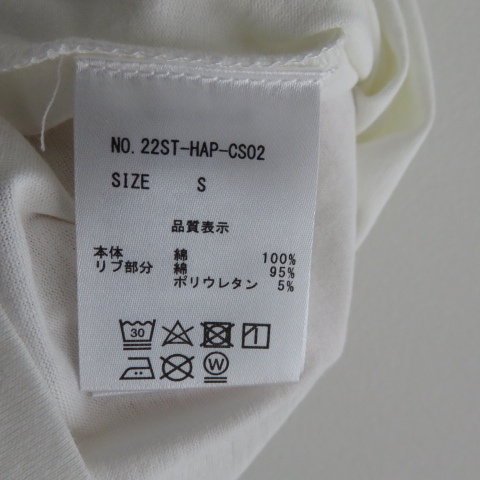 NO. 22ST-HAP-CS02
SIZE S
品質表示
本体 綿 100%
リブ部分 綿 95%
ポリウレタン 5%
30
W